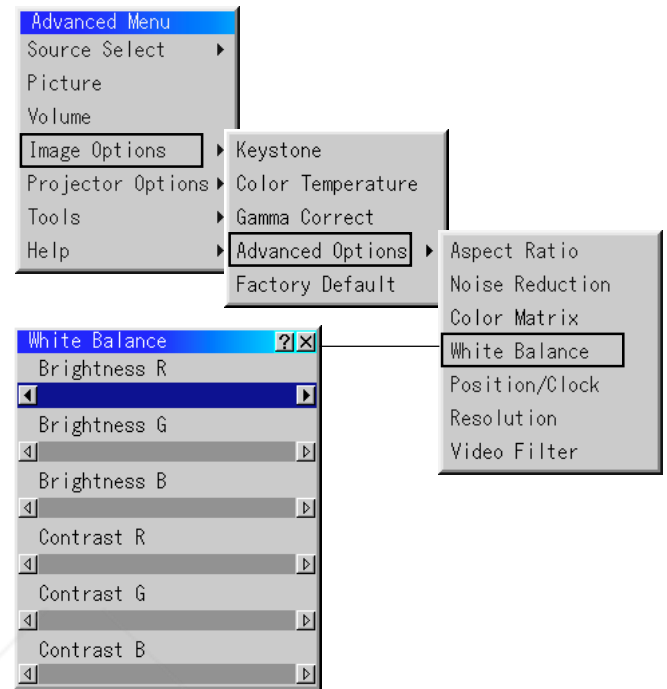 Advanced Menu
Source Select
Picture
Volume
Image Options
Projector Options
Tools
Help
Keystone
Color Temperature
Gamma Correct
Advanced Options
Factory Default
Aspect Ratio
Noise Reduction
Color Matrix
White Balance
Position/Clock
Resolution
Video Filter
White Balance ? ×
Brightness R
Brightness G
Brightness B
Contrast R
Contrast G
Contrast B